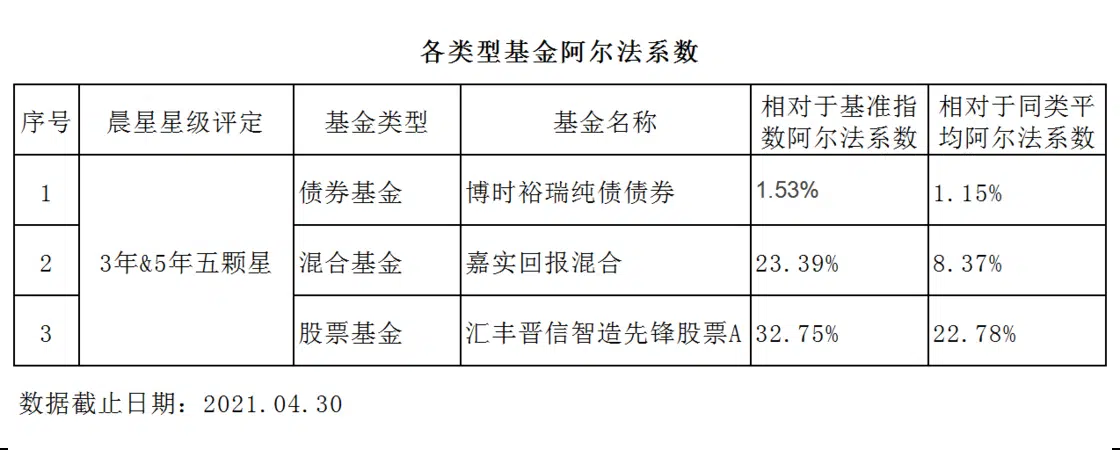 各类型基金阿尔法系数
序号 晨星星级评定 基金类型 基金名称 相对于基准指数阿尔法系数 相对于同类平均阿尔法系数
1 3年&5年五颗星 债券基金 博时裕瑞纯债债券 1.53% 1.15%
2 混合基金 嘉实回报混合 23.39% 8.37%
3 股票基金 汇丰晋信智造先锋股票A 32.75% 22.78%
数据截止日期：2021.04.30